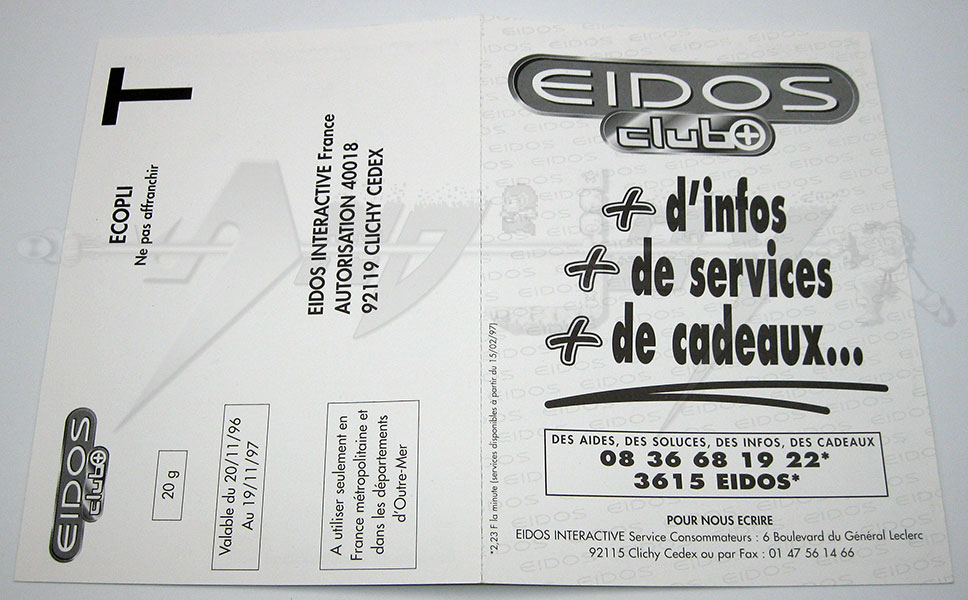 T
ECOPLI
Ne pas affranchir
EIDOS INTERACTIVE France
AUTORISATION 40018
92119 CLICHY CEDEX
EIDOS
club+
20 g
Valable du 20/11/96
Au 19/11/97
A utiliser seulement en
France métropolitaine et
dans les départements
d'Outre-Mer
EIDOS
club+
+ d'infos
+ de services
+ de cadeaux...
*2,23 F la minute (services disponibles à partir du 15/02/97)
DES AIDES, DES SOLUCES, DES INFOS, DES CADEAUX
08 36 68 19 22*
3615 EIDOS*
POUR NOUS ECRIRE
EIDOS INTERACTIVE Service Consommateurs : 6 Boulevard du Général Leclerc
92115 Clichy Cedex ou par Fax : 01 47 56 14 66